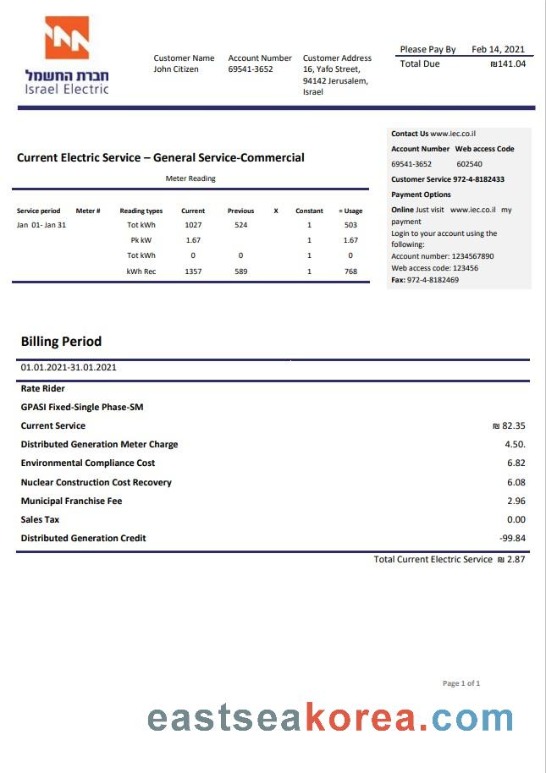 חברת החשמל
Israel Electric
Customer Name Account Number Customer Address
John Citizen 69541-3652 16, Yafo Street,
94142 Jerusalem,
Israel
Please Pay By Feb 14, 2021
Total Due ₪141.04
Current Electric Service – General Service-Commercial
Meter Reading
Service period Meter # Reading types Current Previous X Constant = Usage
Jan 01- Jan 31 Tot kWh 1027 524 1 503
Pk kW 1.67 1 1.67
Tot kWh 0 0 1 0
kWh Rec 1357 589 1 768
Contact Us www.iec.co.il
Account Number Web access Code
69541-3652 602540
Customer Service 972-4-8182433
Payment Options
Online Just visit www.iec.co.il my
payment
Login to your account using the
following:
Account number: 1234567890
Web access code: 123456
Fax: 972-4-8182469
Billing Period
01.01.2021-31.01.2021
Rate Rider
GPASI Fixed-Single Phase-SM
Current Service ₪ 82.35
Distributed Generation Meter Charge 4.50.
Environmental Compliance Cost 6.82
Nuclear Construction Cost Recovery 6.08
Municipal Franchise Fee 2.96
Sales Tax 0.00
Distributed Generation Credit -99.84
Total Current Electric Service ₪ 2.87
Page 1 of 1
eastseakorea.com